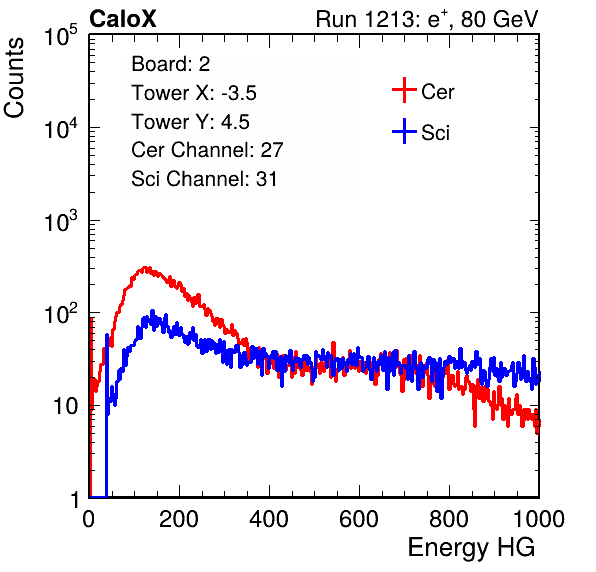 CaloX Run 1213: e⁺, 80 GeV
Counts
10⁵
10⁴
10³
10²
10
1
Board: 2
Tower X: -3.5
Tower Y: 4.5
Cer Channel: 27
Sci Channel: 31
Cer
Sci
0 200 400 600 800 1000
Energy HG